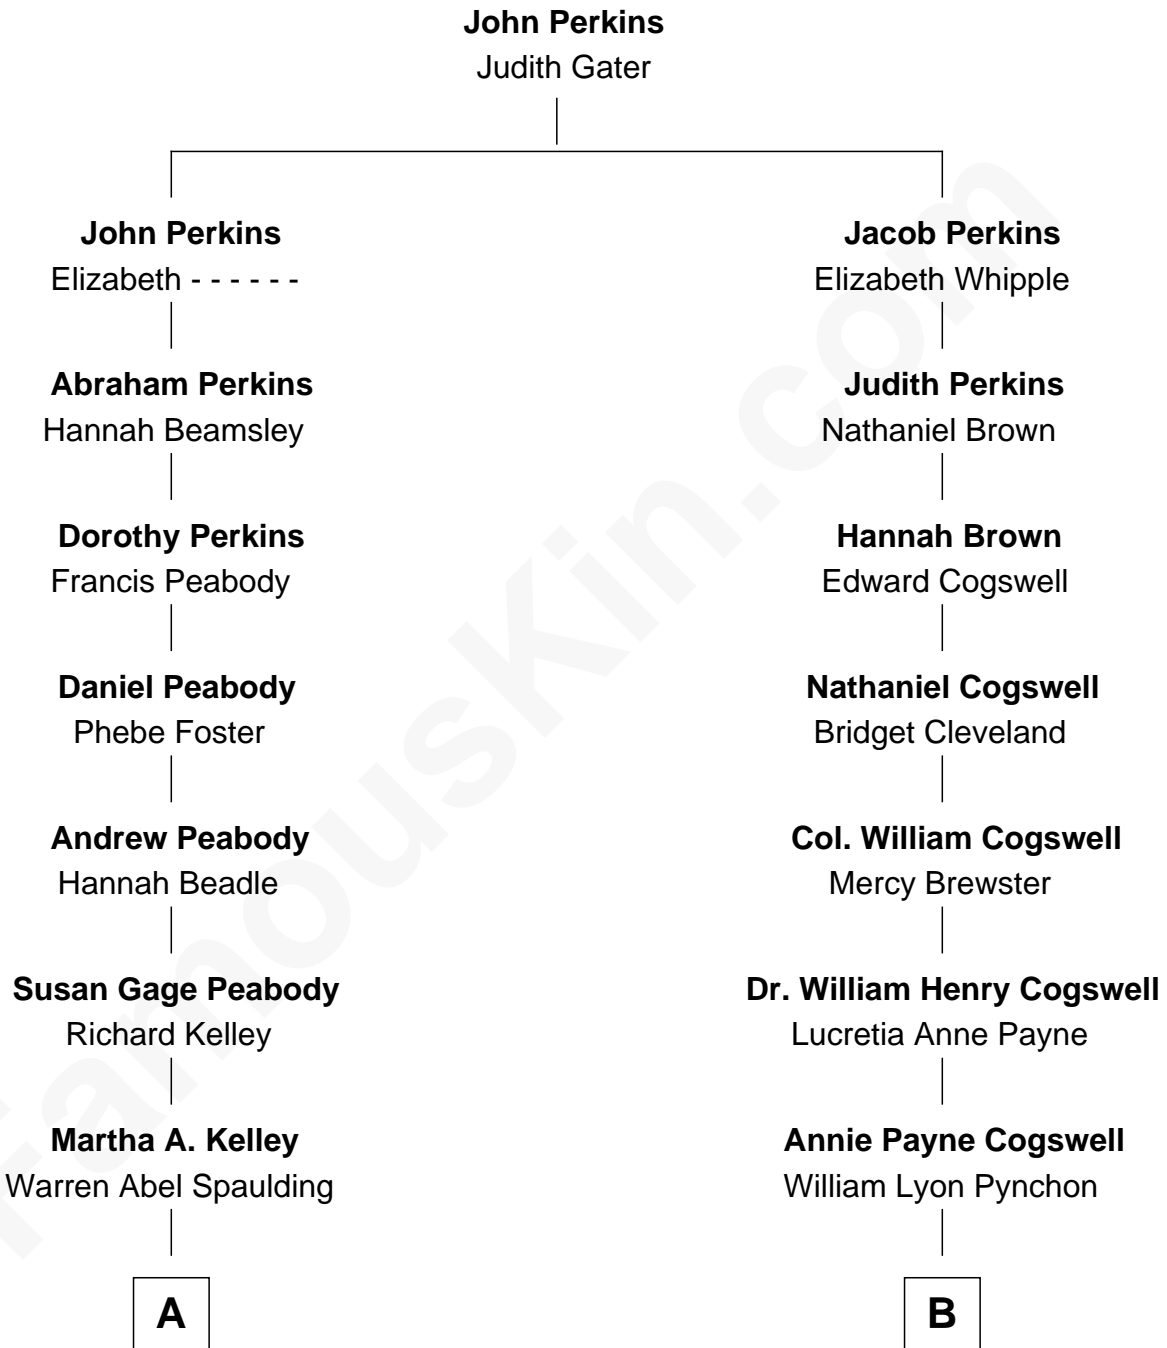 John Perkins
Judith Gater
John Perkins
Elizabeth - - - - - -
Jacob Perkins
Elizabeth Whipple
Abraham Perkins
Hannah Beamsley
Judith Perkins
Nathaniel Brown
Dorothy Perkins
Francis Peabody
Hannah Brown
Edward Cogswell
Daniel Peabody
Phebe Foster
Nathaniel Cogswell
Bridget Cleveland
Andrew Peabody
Hannah Beadle
Col. William Cogswell
Mercy Brewster
Susan Gage Peabody
Richard Kelley
Dr. William Henry Cogswell
Lucretia Anne Payne
Martha A. Kelley
Warren Abel Spaulding
Annie Payne Cogswell
William Lyon Pynchon
A
B
FamousKin.com